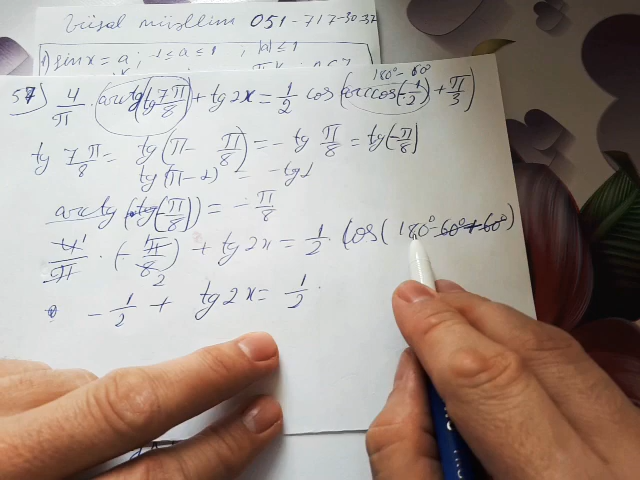 Vüsal müəllim 051-717-30-37
1) sin x = a ; -1 ≤ a ≤ 1 ; |a| ≤ 1
180° - 60°
57) 4/π · arctg(tg 7π/8) + tg 2x = 1/2 cos(arccos(-1/2) + π/3)
tg 7π/8 = tg(π - π/8) = -tg π/8 = tg(-π/8)
tg(π - α) = -tg α
arctg(tg(-π/8)) = -π/8
4/π · (-π/8) + tg 2x = 1/2 cos(180° - 60° + 60°)
-1/2 + tg 2x = 1/2 ·